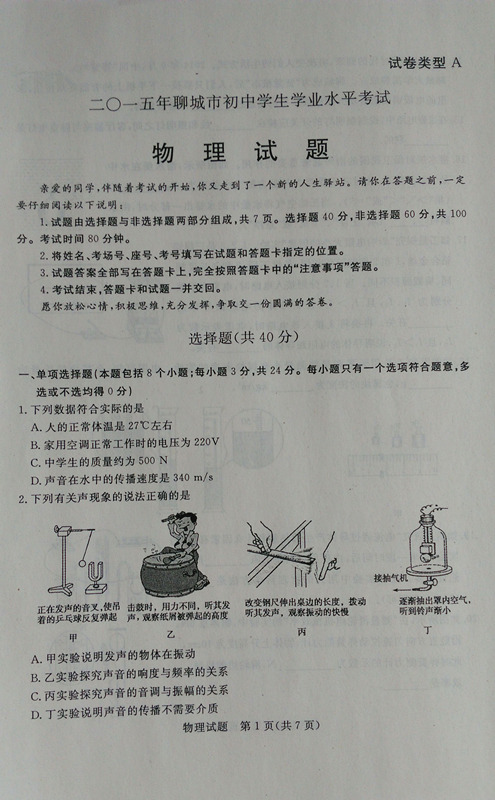 试卷类型 A
二〇一五年聊城市初中学生学业水平考试
物理试题
亲爱的同学,伴随着考试的开始,你又走到了一个新的人生驿站。请你在答题之前,一定
要仔细阅读以下说明:
1.试题由选择题与非选择题两部分组成,共 7 页。选择题 40 分,非选择题 60 分,共 100
分。考试时间 80 分钟。
2.将姓名、考场号、座号、考号填写在试题和答题卡指定的位置。
3.试题答案全部写在答题卡上,完全按照答题卡中的“注意事项”答题。
4.考试结束,答题卡和试题一并交回。
愿你放松心情,积极思维,充分发挥,争取交一份圆满的答卷。
选择题(共 40 分)
一、单项选择题(本题包括 8 个小题;每小题 3 分,共 24 分。每小题只有一个选项符合题意,多
选或不选均得 0 分)
1.下列数据符合实际的是
A.人的正常体温是 27℃左右
B.家用空调正常工作时的电压为 220V
C.中学生的质量约为 500 N
D.声音在水中的传播速度是 340 m/s
2.下列有关声现象的说法正确的是
接抽气机
正在发声的音叉,使吊
着的乒乓球反复弹起
甲
击鼓时,用力不同,听其发
声,观察纸屑被弹起的高度
乙
改变钢尺伸出桌边的长度,拨动
听其发声,观察振动的快慢
丙
逐渐抽出罩内空气,
听到铃声渐小
丁
A.甲实验说明发声的物体在振动
B.乙实验探究声音的响度与频率的关系
C.丙实验探究声音的音调与振幅的关系
D.丁实验说明声音的传播不需要介质
物理试题 第 1 页(共 7 页)